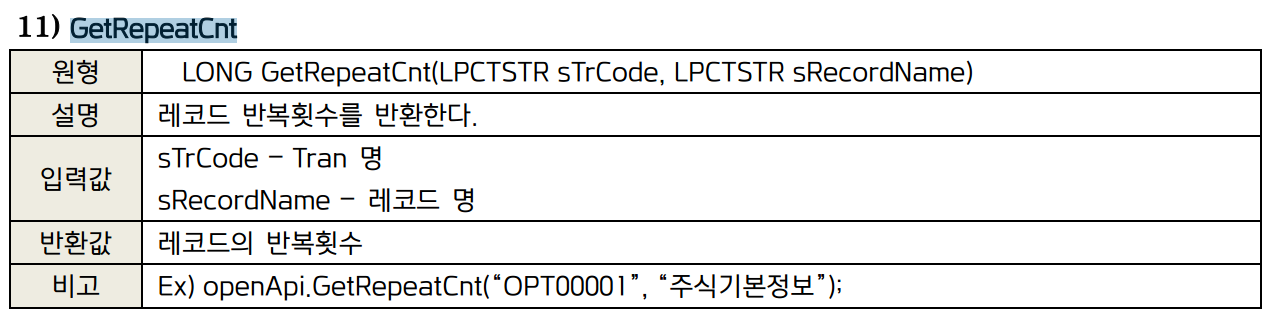 11) GetRepeatCnt
원형 LONG GetRepeatCnt(LPCTSTR sTrCode, LPCTSTR sRecordName)
설명 레코드 반복횟수를 반환한다.
입력값 sTrCode – Tran 명
sRecordName – 레코드 명
반환값 레코드의 반복횟수
비고 Ex) openApi.GetRepeatCnt(“OPT00001”, “주식기본정보”);